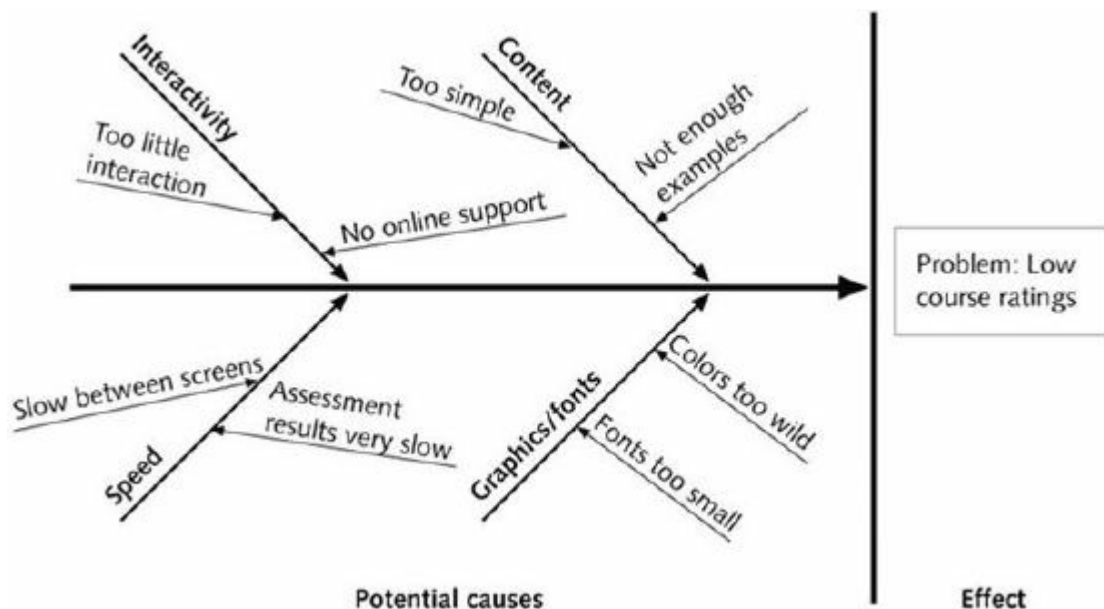 Interactivity
Too little
interaction
No online support
Content
Too simple
Not enough
examples
Problem: Low
course ratings
Slow between screens
Assessment
results very slow
Speed
Graphics/fonts
Colors too wild
Fonts too small
Potential causes
Effect